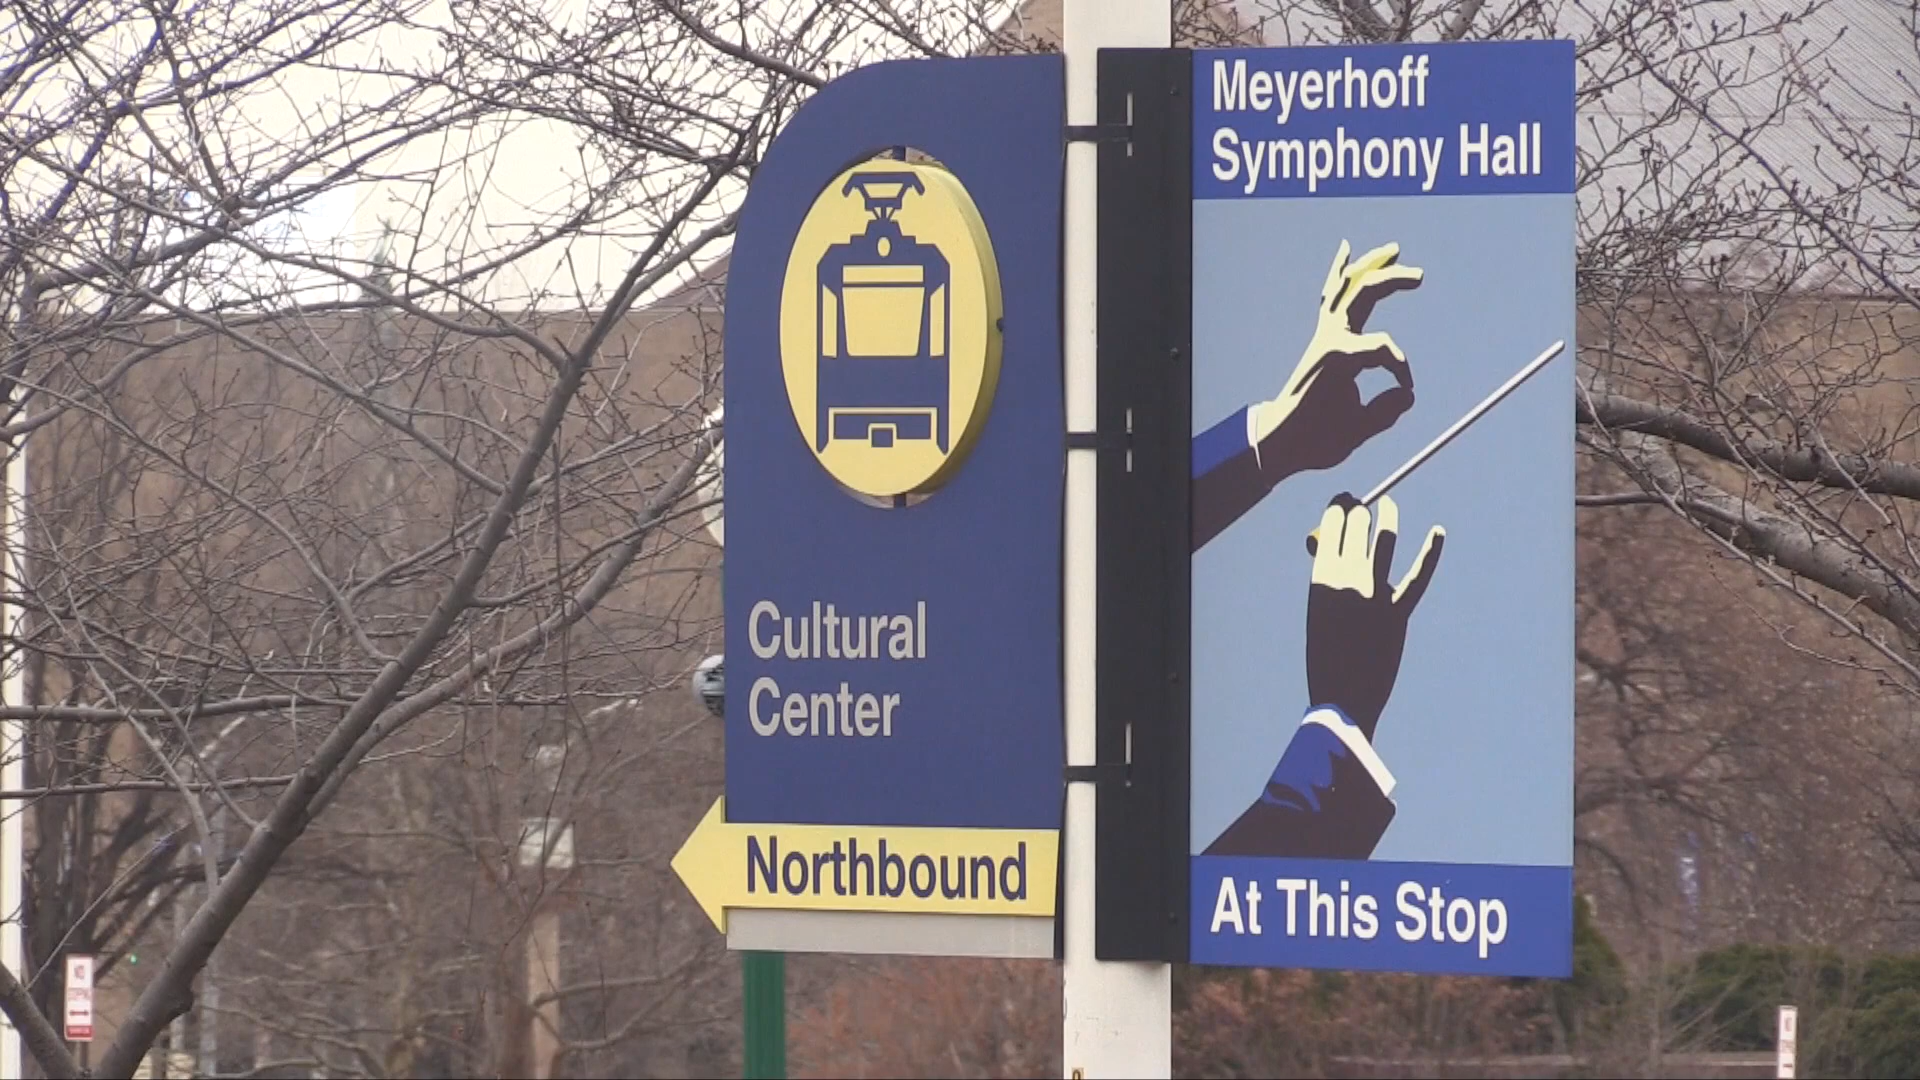 Cultural
Center
Northbound
Meyerhoff
Symphony Hall
At This Stop